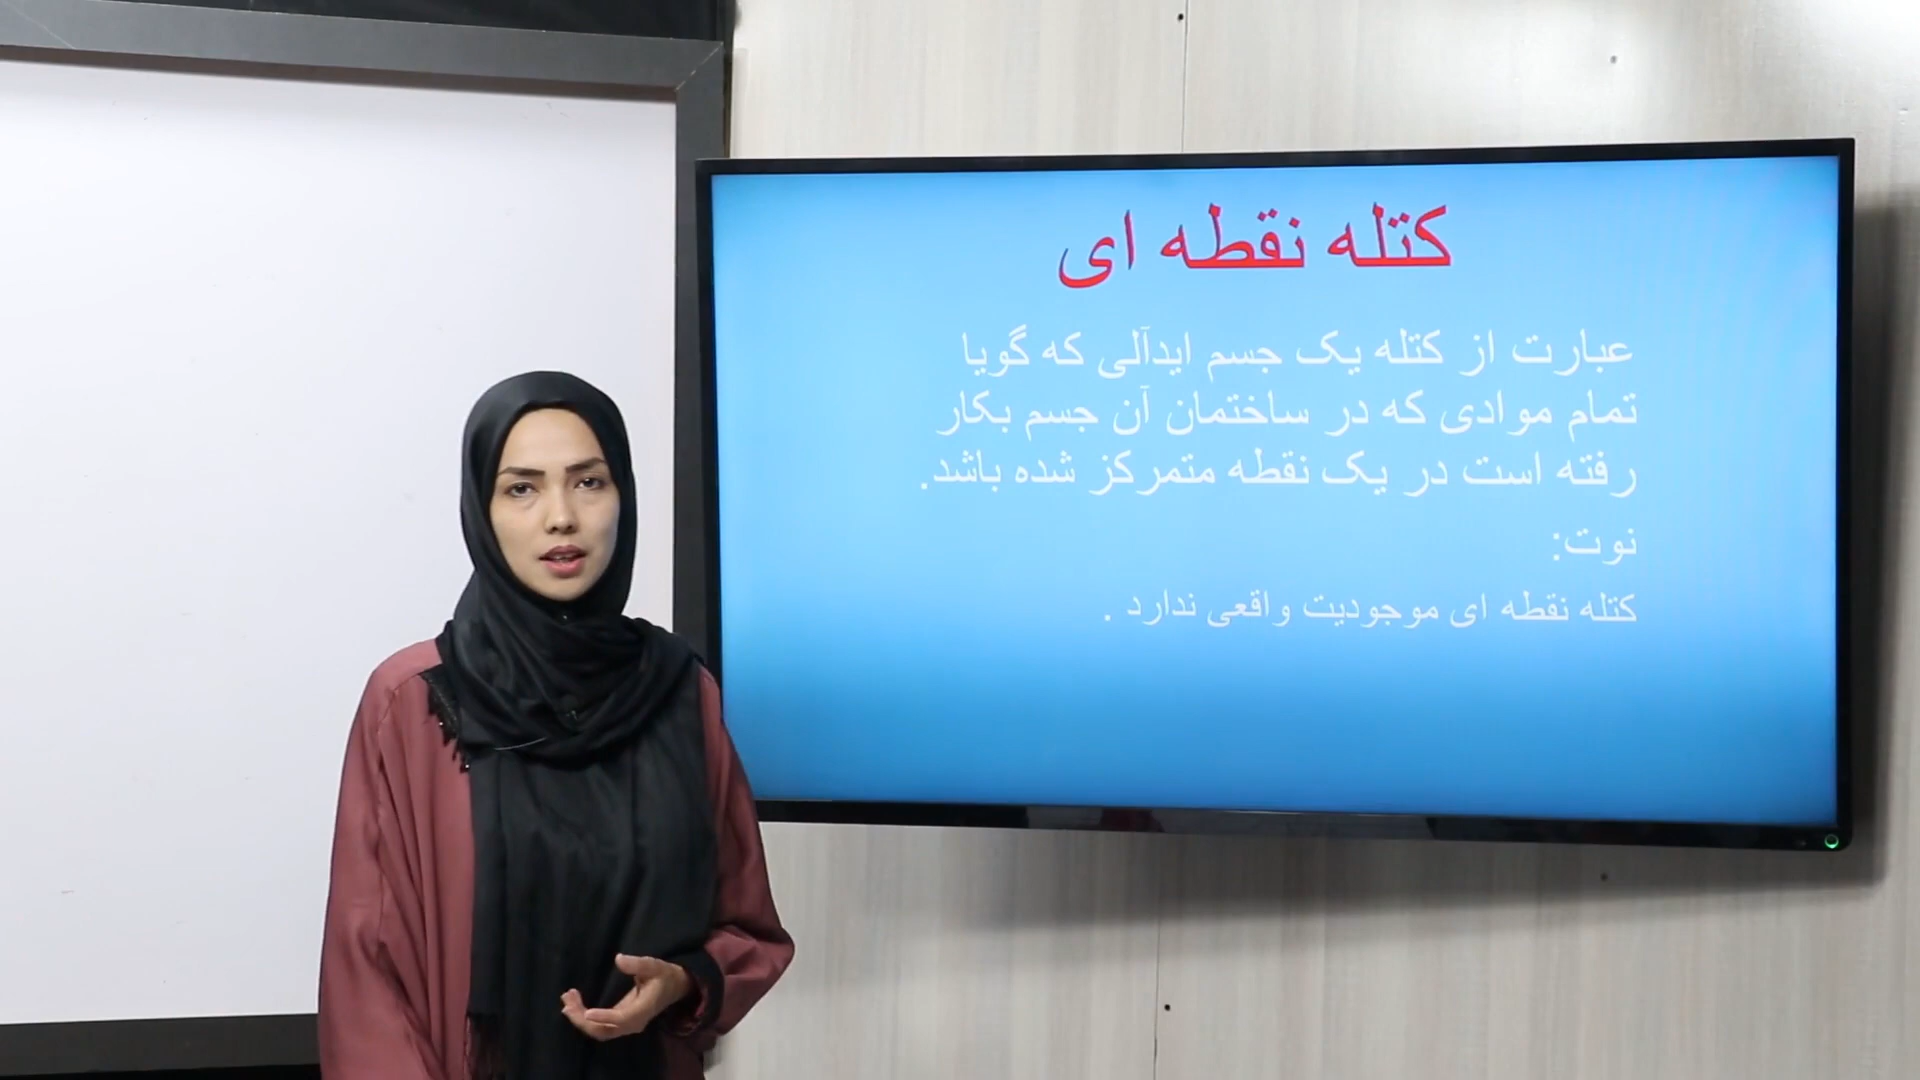 کتله نقطه ای
عبارت از کتله یک جسم ایدآلی که گویا
تمام موادی که در ساختمان آن جسم بکار
رفته است در یک نقطه متمرکز شده باشد.
نوت:
کتله نقطه ای موجودیت واقعی ندارد .